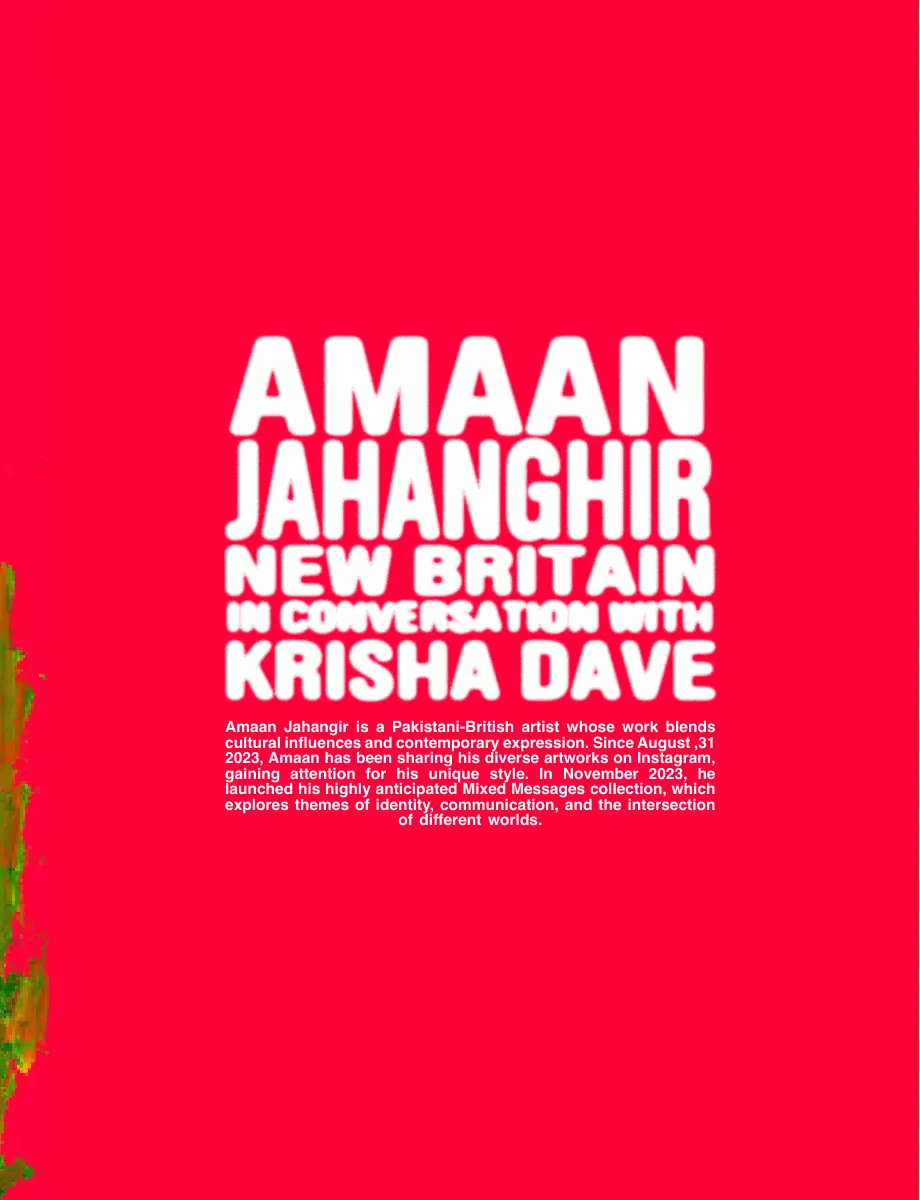 AMAAN
JAHANGHIR
NEW BRITAIN
IN CONVERSATION WITH
KRISHA DAVE
Amaan Jahangir is a Pakistani-British artist whose work blends
cultural influences and contemporary expression. Since August ,31
2023, Amaan has been sharing his diverse artworks on Instagram,
gaining attention for his unique style. In November 2023, he
launched his highly anticipated Mixed Messages collection, which
explores themes of identity, communication, and the intersection
of different worlds.